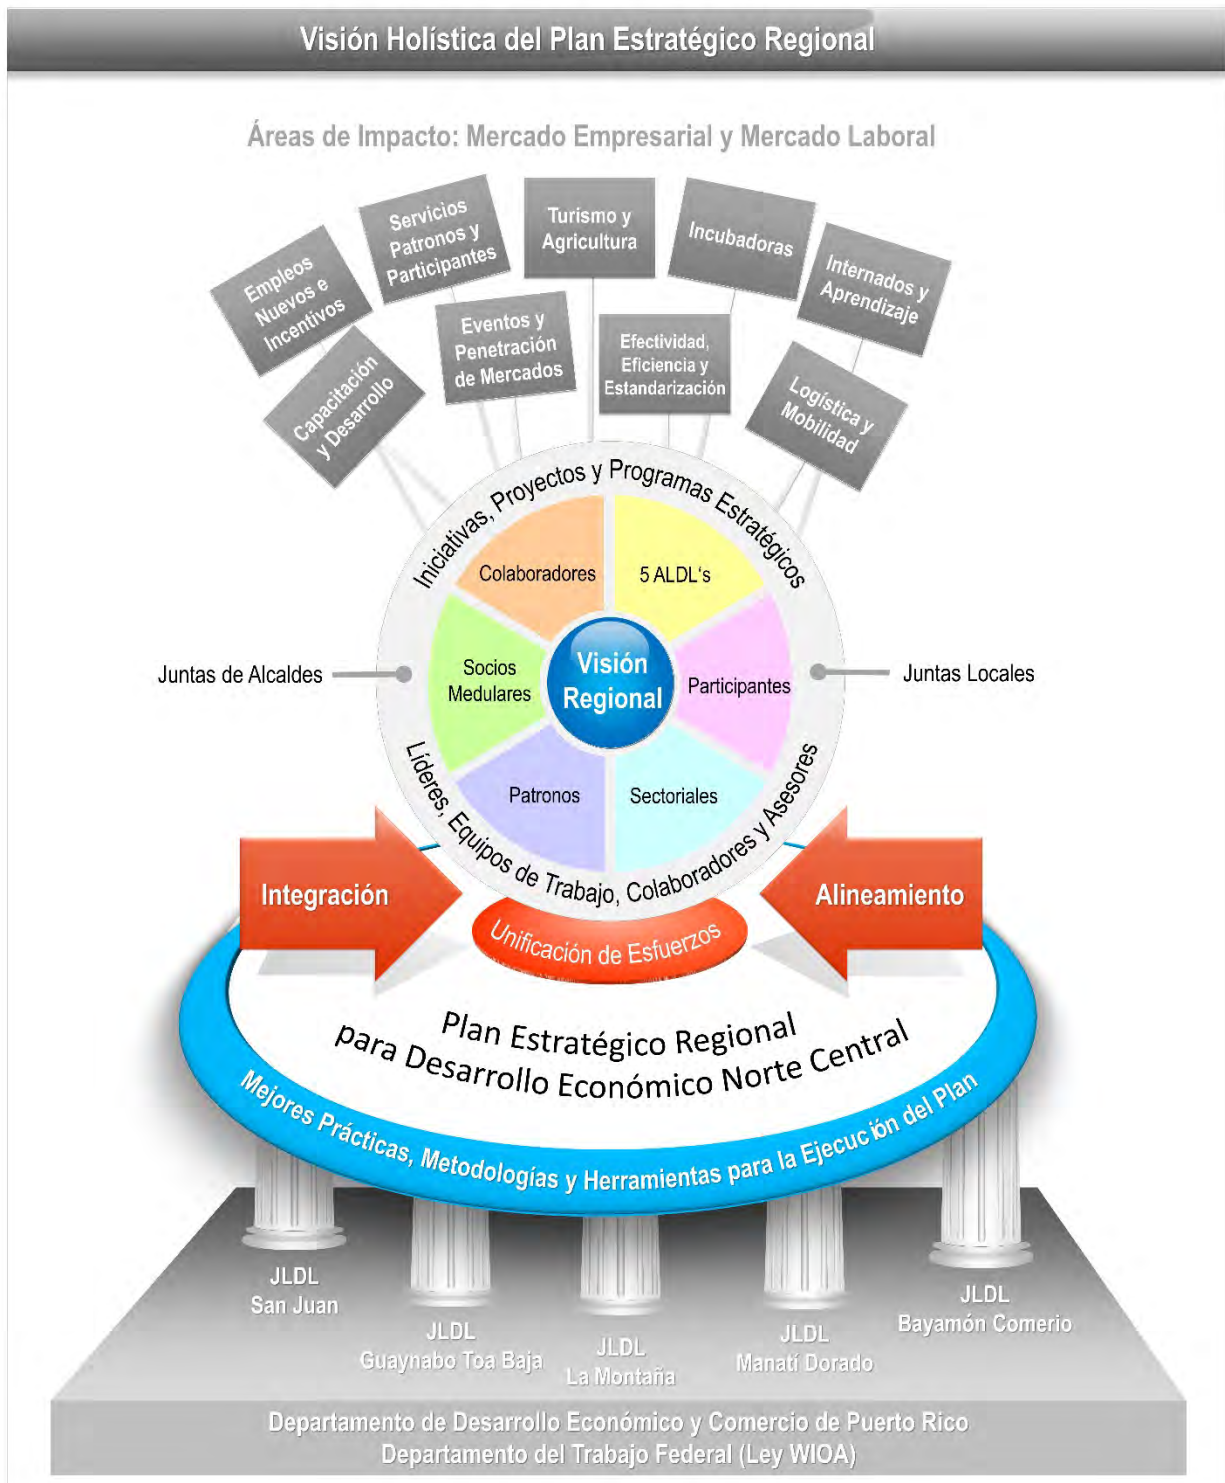 Visión Holística del Plan Estratégico Regional
Áreas de Impacto: Mercado Empresarial y Mercado Laboral
Empleos
Nuevos e
Incentivos
Servicios
Patronos y
Participantes
Turismo y
Agricultura
Incubadoras
Internados y
Aprendizaje
Capacitación
y Desarrollo
Eventos y
Penetración
de Mercados
Efectividad,
Eficiencia y
Estandarización
Logística y
Mobilidad
Iniciativas, Proyectos y Programas Estratégicos
Colaboradores
5 ALDL's
Socios
Medulares
Visión
Regional
Participantes
Patronos
Sectoriales
Juntas de Alcaldes
Juntas Locales
Líderes, Equipos de Trabajo, Colaboradores y Asesores
Integración
Alineamiento
Unificación de Esfuerzos
Plan Estratégico Regional
para Desarrollo Económico Norte Central
Mejores Prácticas, Metodologías y Herramientas para la Ejecución del Plan
JLDL
San Juan
JLDL
Guaynabo Toa Baja
JLDL
La Montaña
JLDL
Manatí Dorado
JLDL
Bayamón Comerio
Departamento de Desarrollo Económico y Comercio de Puerto Rico
Departamento del Trabajo Federal (Ley WIOA)